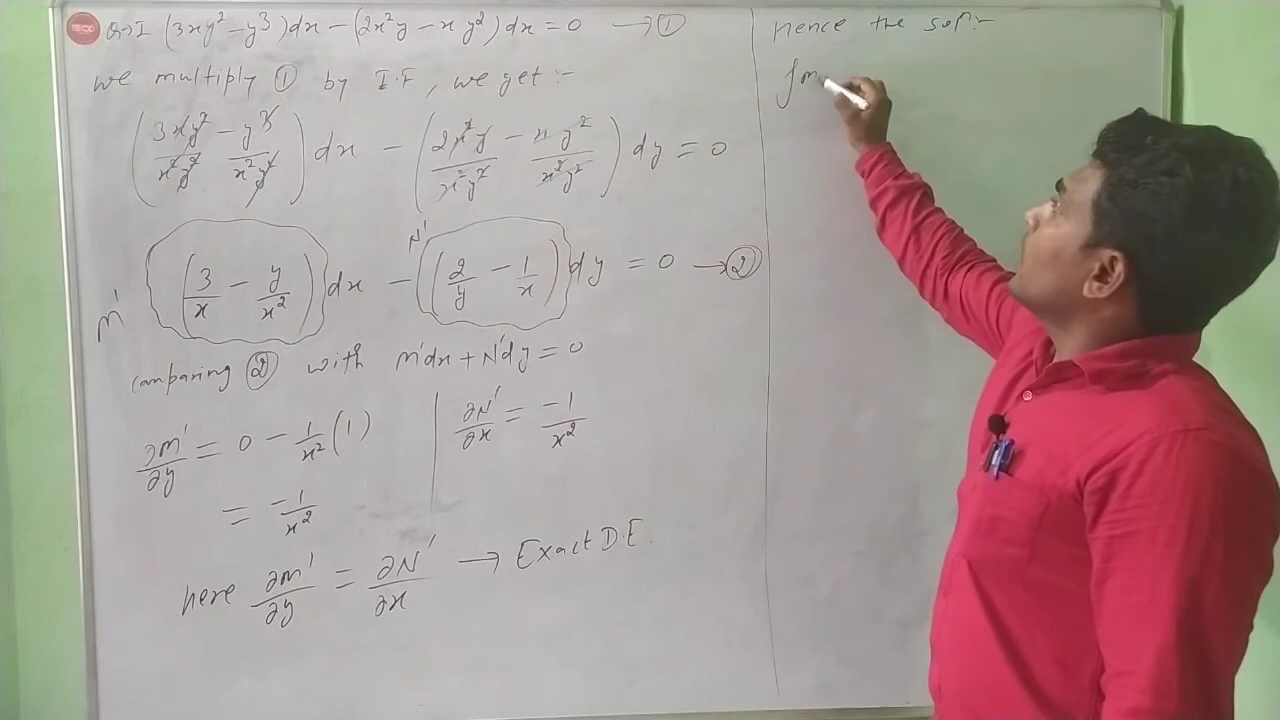 Q→I (3xy² - y³)dx - (2x²y - xy²)dx = 0 → ①
we multiply ① by I.F, we get :-
(3xy²/x²y² - y³/x²y²) dx - (2x²y/x²y² - xy²/x²y²) dy = 0
M' (3/x - y/x²) dx - N' (2/y - 1/x) dy = 0 → ②
comparing ② with M'dx + N'dy = 0
∂M'/∂y = 0 - 1/x² (1)
= -1/x²
∂N'/∂x = -1/x²
here ∂M'/∂y = ∂N'/∂x → Exact D.E.
Hence the solⁿ:-
∫m